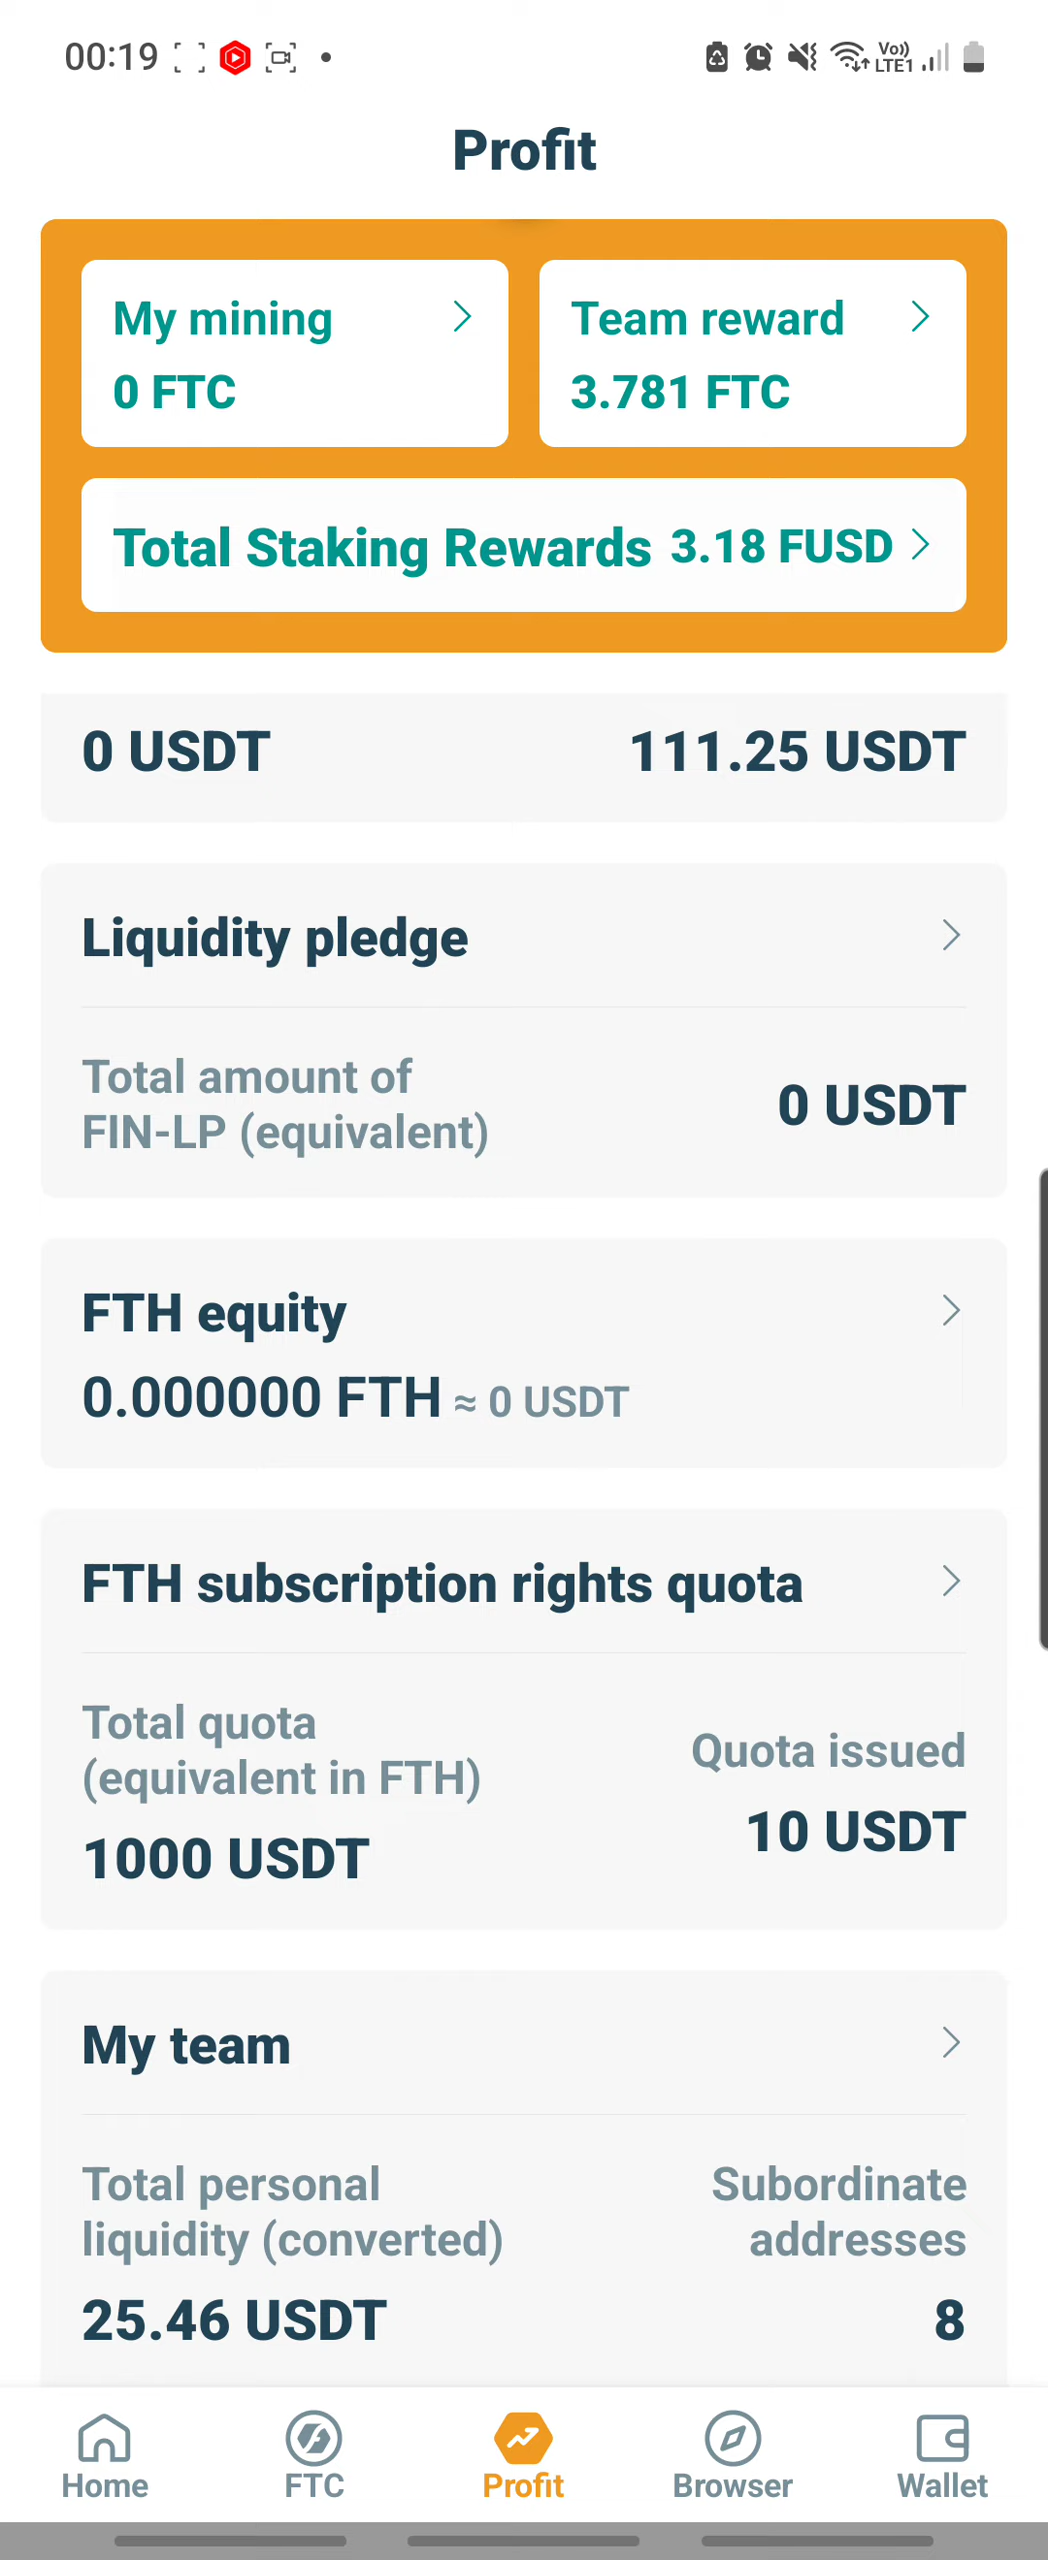 00:19
Vo))
LTE1
Profit
My mining
0 FTC
Team reward
3.781 FTC
Total Staking Rewards 3.18 FUSD
0 USDT 111.25 USDT
Liquidity pledge
Total amount of
FIN-LP (equivalent)
0 USDT
FTH equity
0.000000 FTH ≈ 0 USDT
FTH subscription rights quota
Total quota
(equivalent in FTH)
1000 USDT
Quota issued
10 USDT
My team
Total personal
liquidity (converted)
25.46 USDT
Subordinate
addresses
8
Home
FTC
Profit
Browser
Wallet